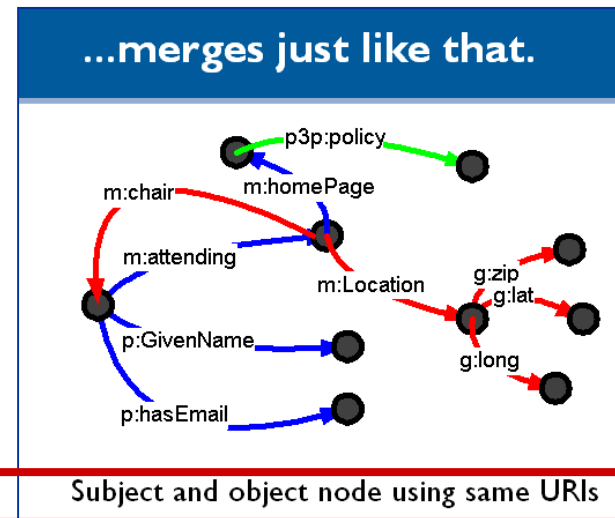 ...merges just like that.
p3p:policy
m:homePage
m:chair
m:attending
m:Location
g:zip
g:lat
p:GivenName
g:long
p:hasEmail
Subject and object node using same URIs